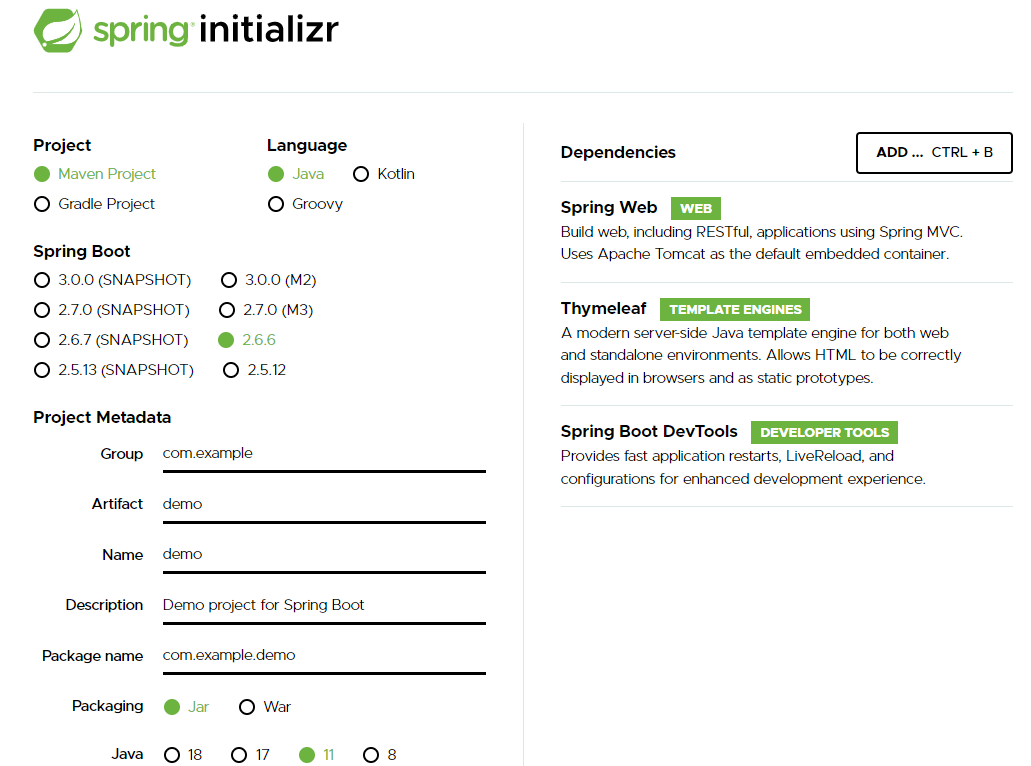 spring initializr
Project
Maven Project
Gradle Project
Language
Java Kotlin
Groovy
Spring Boot
3.0.0 (SNAPSHOT) 3.0.0 (M2)
2.7.0 (SNAPSHOT) 2.7.0 (M3)
2.6.7 (SNAPSHOT) 2.6.6
2.5.13 (SNAPSHOT) 2.5.12
Project Metadata
Group com.example
Artifact demo
Name demo
Description Demo project for Spring Boot
Package name com.example.demo
Packaging Jar War
Java 18 17 11 8
Dependencies ADD ... CTRL + B
Spring Web WEB
Build web, including RESTful, applications using Spring MVC.
Uses Apache Tomcat as the default embedded container.
Thymeleaf TEMPLATE ENGINES
A modern server-side Java template engine for both web
and standalone environments. Allows HTML to be correctly
displayed in browsers and as static prototypes.
Spring Boot DevTools DEVELOPER TOOLS
Provides fast application restarts, LiveReload, and
configurations for enhanced development experience.